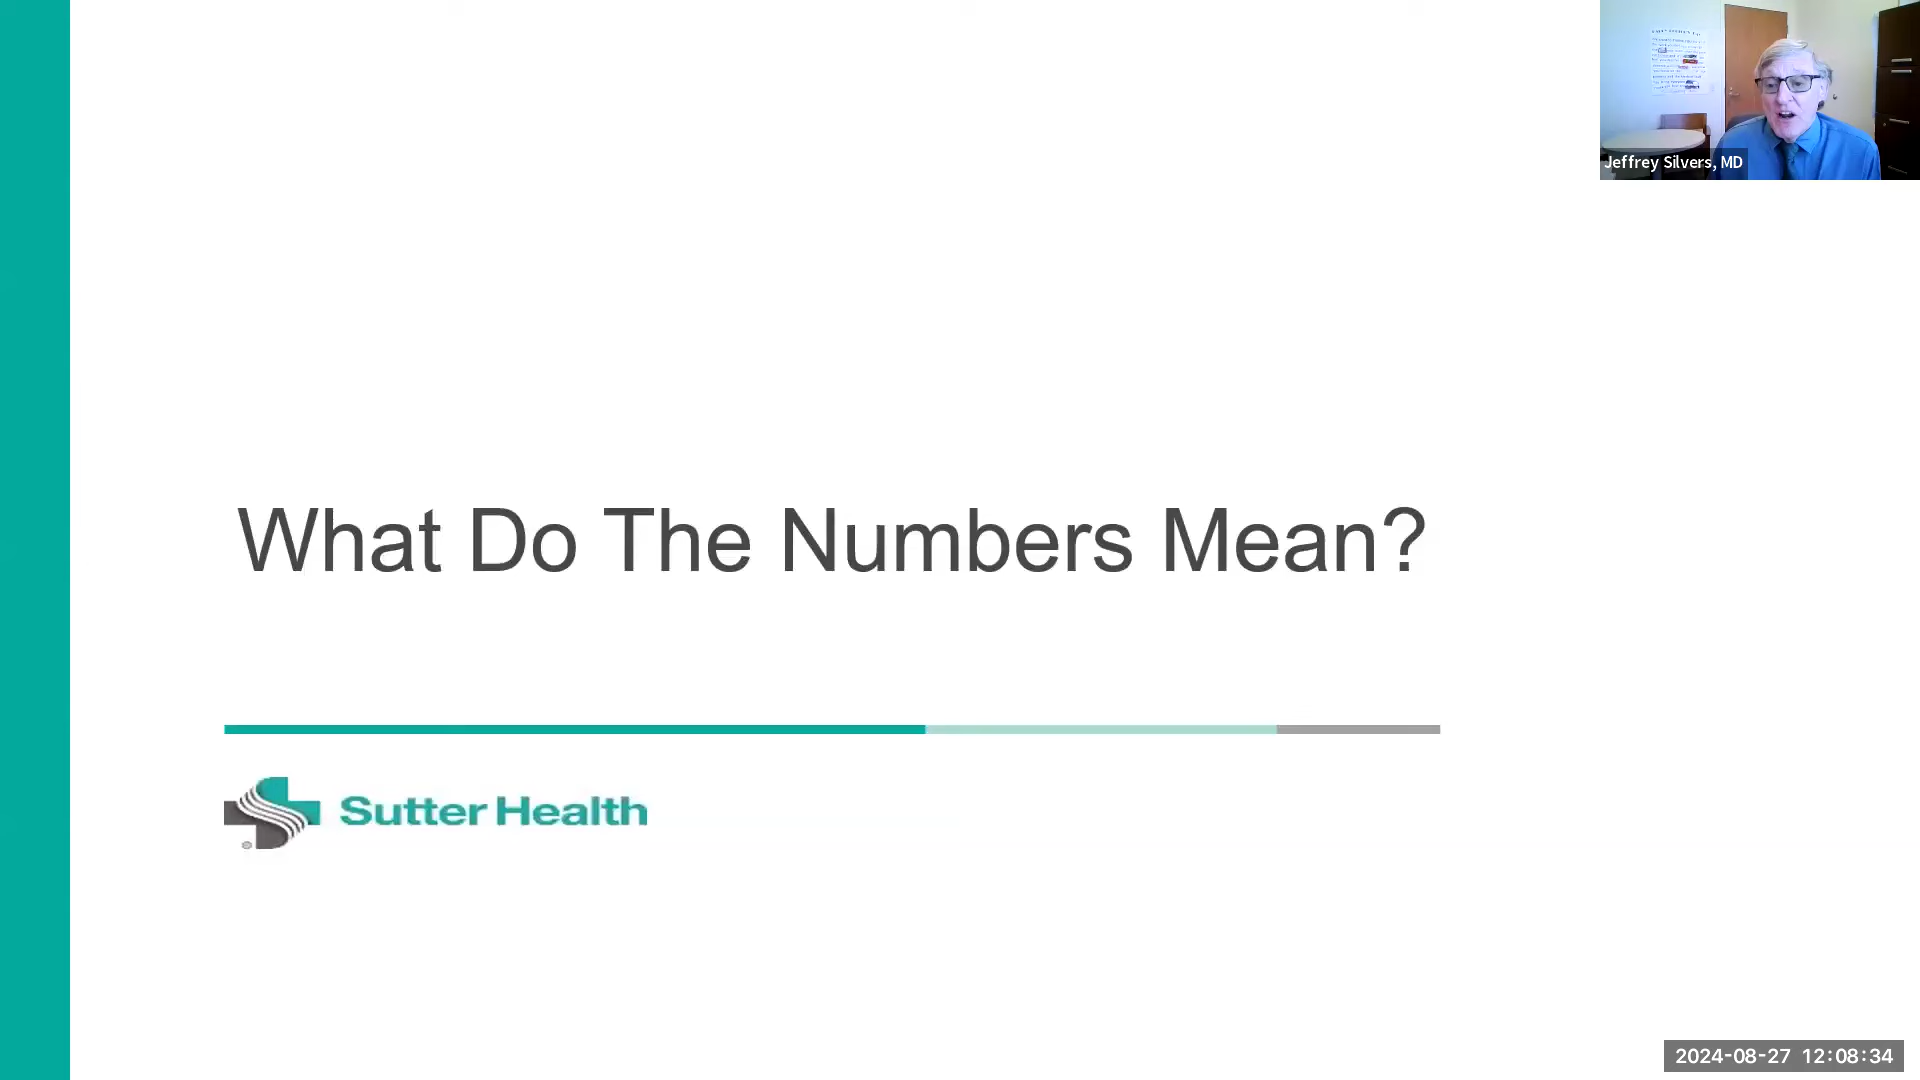 Jeffrey Silvers, MD
What Do The Numbers Mean?
Sutter Health
®
2024-08-27 12:08:34